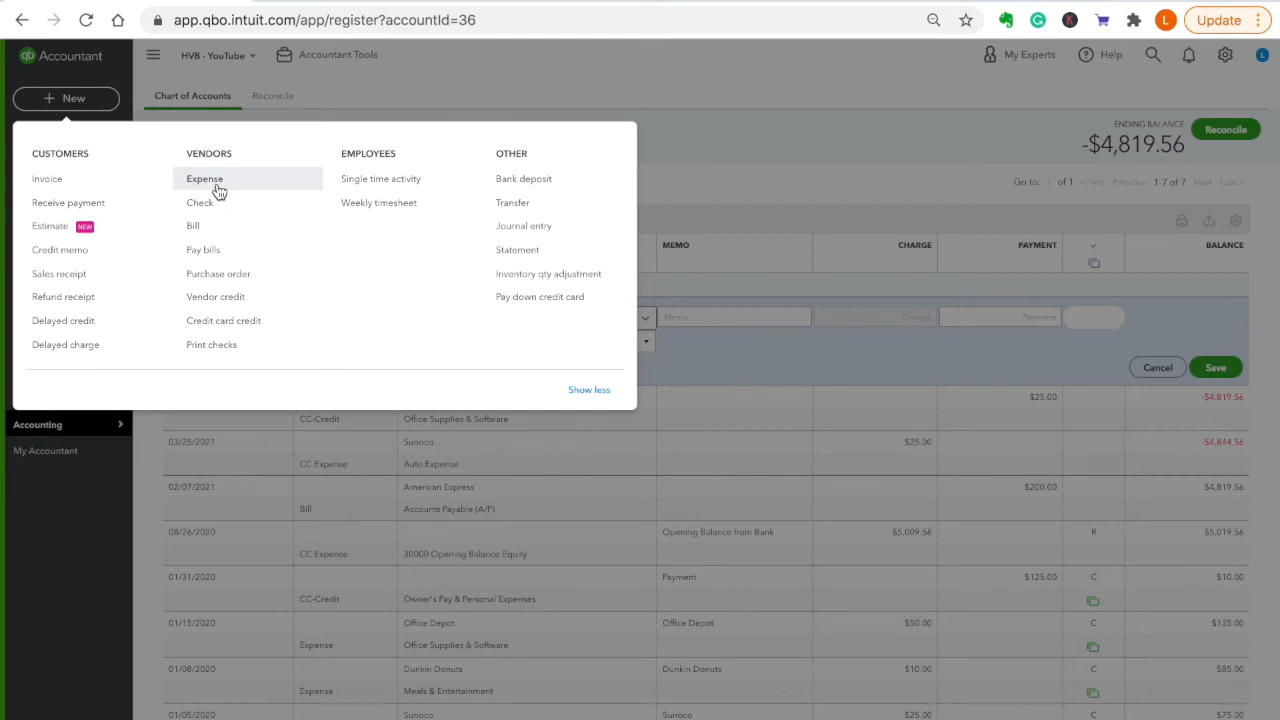 app.qbo.intuit.com/app/register?accountId=36
K
L
Update
qb Accountant
HVB - YouTube
Accountant Tools
My Experts
Help
L
+ New
Chart of Accounts
Reconcile
ENDING BALANCE
-$4,819.56
Reconcile
CUSTOMERS
Invoice
Receive payment
Estimate NEW
Credit memo
Sales receipt
Refund receipt
Delayed credit
Delayed charge
VENDORS
Expense
Check
Bill
Pay bills
Purchase order
Vendor credit
Credit card credit
Print checks
EMPLOYEES
Single time activity
Weekly timesheet
OTHER
Bank deposit
Transfer
Journal entry
Statement
Inventory qty adjustment
Pay down credit card
Show less
Go to: 1 of 1 < First Previous 1-7 of 7 Next Last >
MEMO CHARGE PAYMENT ✓ BALANCE
Memo Charge Payment
Cancel Save
Accounting
My Accountant
$25.00 -$4,819.56
CC-Credit Office Supplies & Software
03/25/2021 Sunoco $25.00 -$4,844.56
CC Expense Auto Expense
02/07/2021 American Express $200.00 $4,819.56
Bill Accounts Payable (A/P)
08/26/2020 Opening Balance from Bank $5,009.56 R $5,019.56
CC Expense 30000 Opening Balance Equity
01/31/2020 Payment $125.00 C $10.00
CC-Credit Owner's Pay & Personal Expenses
01/15/2020 Office Depot Office Depot $50.00 C $135.00
Expense Office Supplies & Software
01/08/2020 Dunkin Donuts Dunkin Donuts $10.00 C $85.00
Expense Meals & Entertainment
01/05/2020 Sunoco Sunoco $25.00 C $75.00